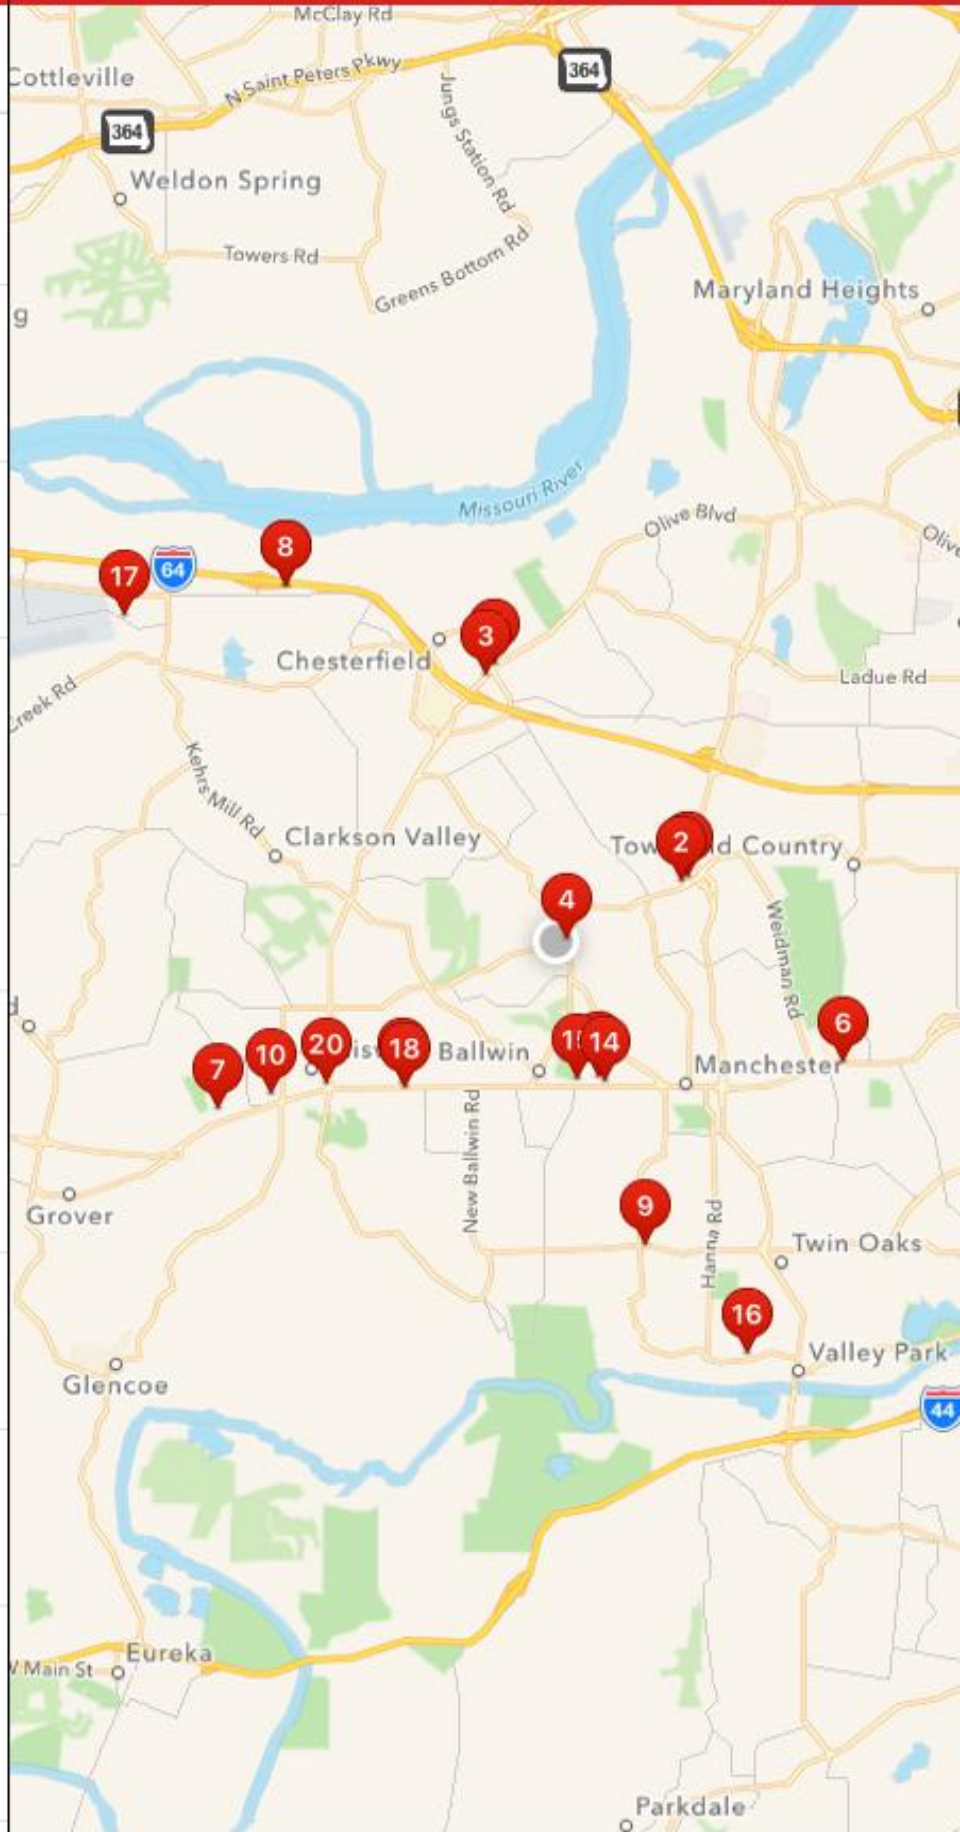 McClay Rd
364
Cottleville
N Saint Peters Pkwy
364
Jungs Station Rd
Weldon Spring
Towers Rd
Greens Bottom Rd
Maryland Heights
g
Missouri River
Olive Blvd
Olive
8
17
64
3
Chesterfield
Creek Rd
Ladue Rd
Kehrs Mill Rd
Clarkson Valley
2
Tow
d Country
4
Weidman Rd
6
7
10
20
is
18
Ballwin
14
Manchester
New Ballwin Rd
9
Grover
Hanna Rd
Twin Oaks
16
Valley Park
Glencoe
44
Eureka
W Main St
Parkdale